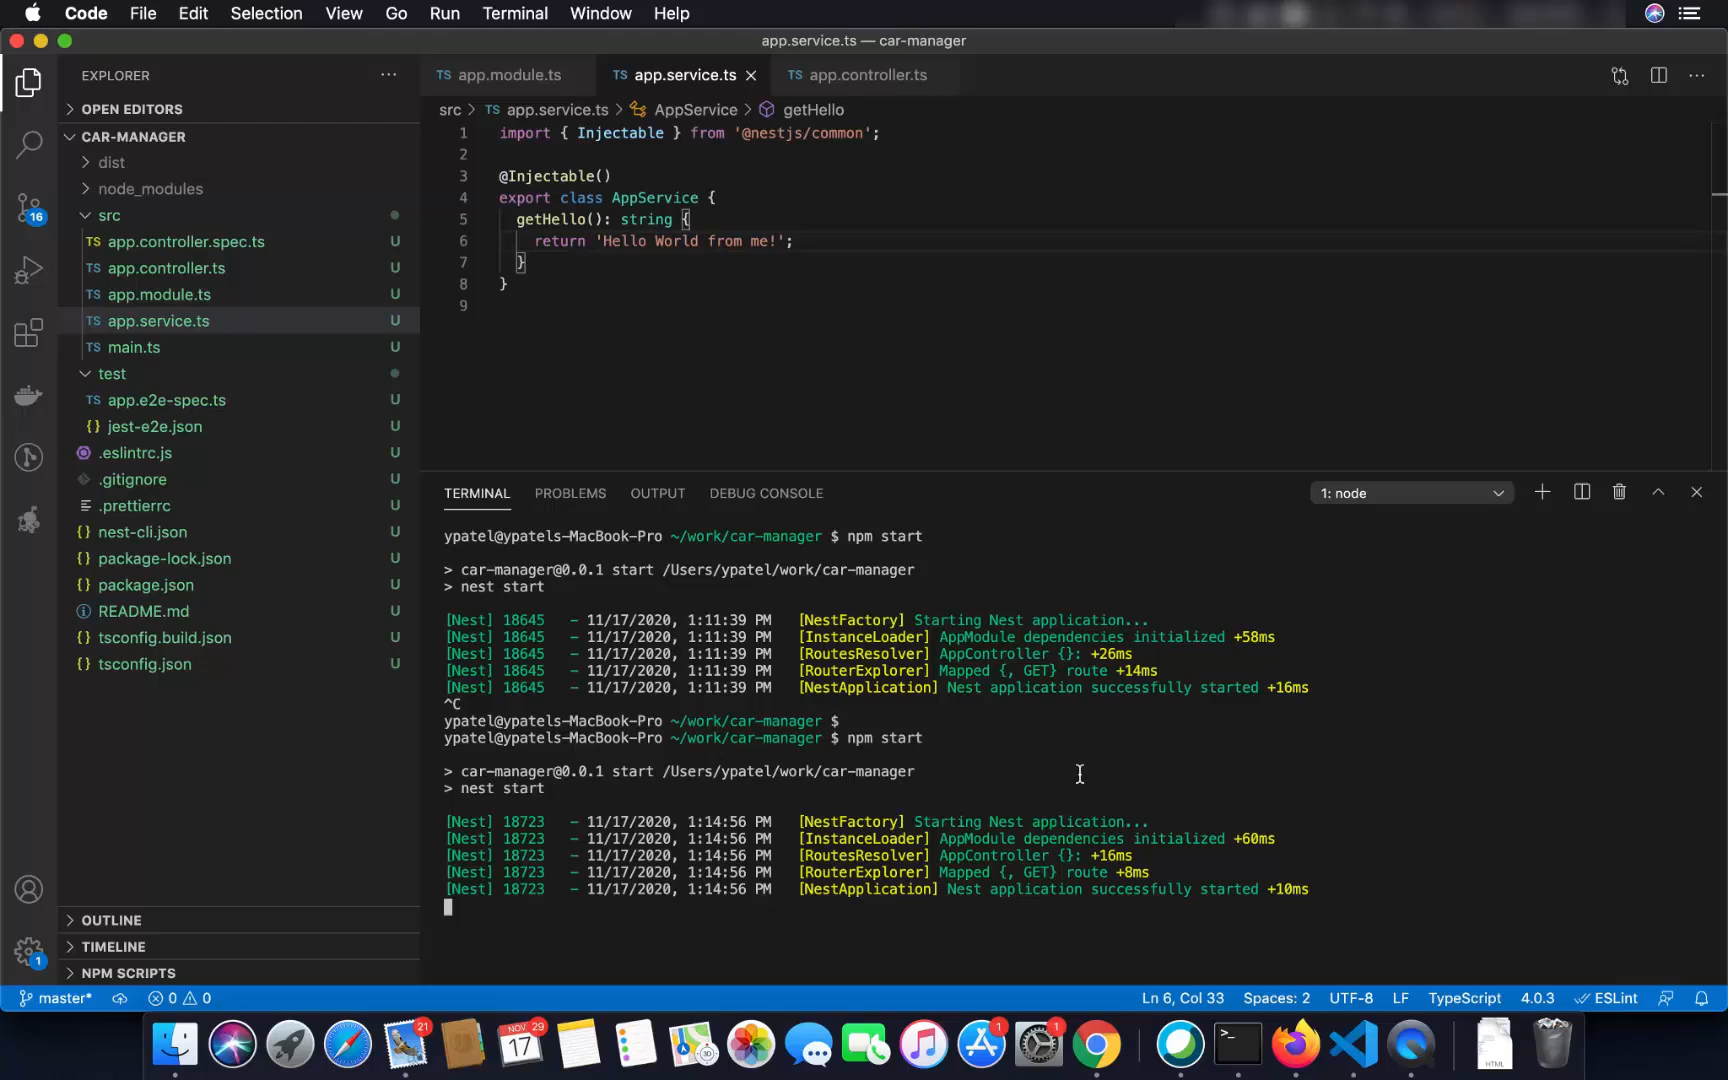 Code File Edit Selection View Go Run Terminal Window Help
app.service.ts — car-manager
EXPLORER
OPEN EDITORS
CAR-MANAGER
dist
node_modules
src
TS app.controller.spec.ts U
TS app.controller.ts U
TS app.module.ts U
TS app.service.ts U
TS main.ts U
test
TS app.e2e-spec.ts U
{} jest-e2e.json U
.eslintrc.js U
.gitignore U
.prettierrc U
{} nest-cli.json U
{} package-lock.json U
{} package.json U
README.md U
{} tsconfig.build.json U
{} tsconfig.json U
OUTLINE
TIMELINE
NPM SCRIPTS
16
1
TS app.module.ts TS app.service.ts TS app.controller.ts
src > TS app.service.ts > AppService > getHello
1 import { Injectable } from '@nestjs/common';
2
3 @Injectable()
4 export class AppService {
5 getHello(): string {
6 return 'Hello World from me!';
7 }
8 }
9
TERMINAL PROBLEMS OUTPUT DEBUG CONSOLE 1: node
ypatel@ypatels-MacBook-Pro ~/work/car-manager $ npm start
> car-manager@0.0.1 start /Users/ypatel/work/car-manager
> nest start
[Nest] 18645 - 11/17/2020, 1:11:39 PM [NestFactory] Starting Nest application...
[Nest] 18645 - 11/17/2020, 1:11:39 PM [InstanceLoader] AppModule dependencies initialized +58ms
[Nest] 18645 - 11/17/2020, 1:11:39 PM [RoutesResolver] AppController {}: +26ms
[Nest] 18645 - 11/17/2020, 1:11:39 PM [RouterExplorer] Mapped {, GET} route +14ms
[Nest] 18645 - 11/17/2020, 1:11:39 PM [NestApplication] Nest application successfully started +16ms
^C
ypatel@ypatels-MacBook-Pro ~/work/car-manager $
ypatel@ypatels-MacBook-Pro ~/work/car-manager $ npm start
> car-manager@0.0.1 start /Users/ypatel/work/car-manager
> nest start
[Nest] 18723 - 11/17/2020, 1:14:56 PM [NestFactory] Starting Nest application...
[Nest] 18723 - 11/17/2020, 1:14:56 PM [InstanceLoader] AppModule dependencies initialized +60ms
[Nest] 18723 - 11/17/2020, 1:14:56 PM [RoutesResolver] AppController {}: +16ms
[Nest] 18723 - 11/17/2020, 1:14:56 PM [RouterExplorer] Mapped {, GET} route +8ms
[Nest] 18723 - 11/17/2020, 1:14:56 PM [NestApplication] Nest application successfully started +10ms
master* 0 0 Ln 6, Col 33 Spaces: 2 UTF-8 LF TypeScript 4.0.3 ESLint
21 NOV 29 17 3D 1 1 >_ HTML